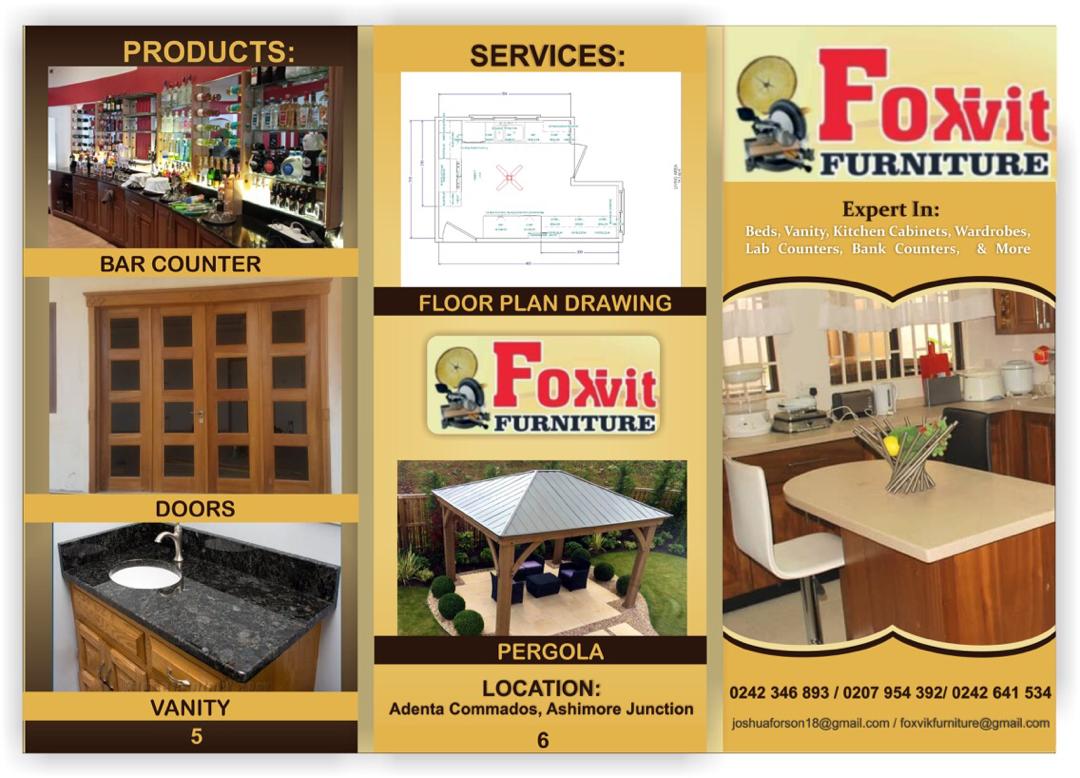 PRODUCTS:
BAR COUNTER
DOORS
VANITY
5
SERVICES:
FLOOR PLAN DRAWING
Foxvit
FURNITURE
PERGOLA
LOCATION:
Adenta Commados, Ashimore Junction
6
Foxvit
FURNITURE
Expert In:
Beds, Vanity, Kitchen Cabinets, Wardrobes,
Lab Counters, Bank Counters, & More
0242 346 893 / 0207 954 392/ 0242 641 534
joshuaforson18@gmail.com / foxvikfurniture@gmail.com